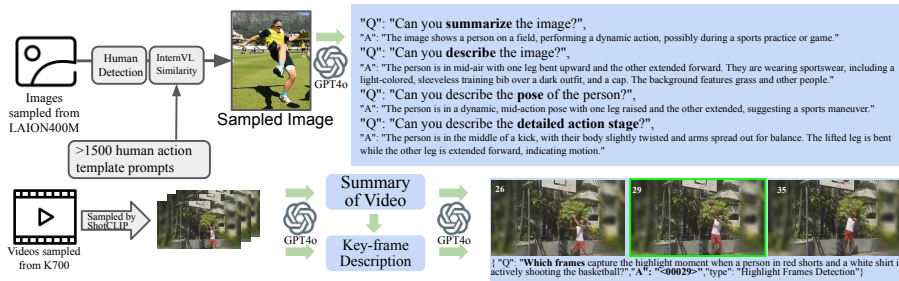 Images
sampled from
LAION400M
Human
Detection
InternVL
Similarity
>1500 human action
template prompts
Sampled Image
GPT4o
"Q": "Can you summarize the image?",
"A": "The image shows a person on a field, performing a dynamic action, possibly during a sports practice or game."
"Q": "Can you describe the image?",
"A": "The person is in mid-air with one leg bent upward and the other extended forward. They are wearing sportswear, including a
light-colored, sleeveless training bib over a dark outfit, and a cap. The background features grass and other people."
"Q": "Can you describe the pose of the person?",
"A": "The person is in a dynamic, mid-action pose with one leg raised and the other extended, suggesting a sports maneuver."
"Q": "Can you describe the detailed action stage?",
"A": "The person is in the middle of a kick, with their body slightly twisted and arms spread out for balance. The lifted leg is bent
while the other leg is extended forward, indicating motion."
Videos sampled
from K700
Sampled by
ShotCLIP
GPT4o
Summary
of Video
Key-frame
Description
GPT4o
26
29
35
{ "Q": "Which frames capture the highlight moment when a person in red shorts and a white shirt is
actively shooting the basketball?","A": "<00029>","type": "Highlight Frames Detection"}